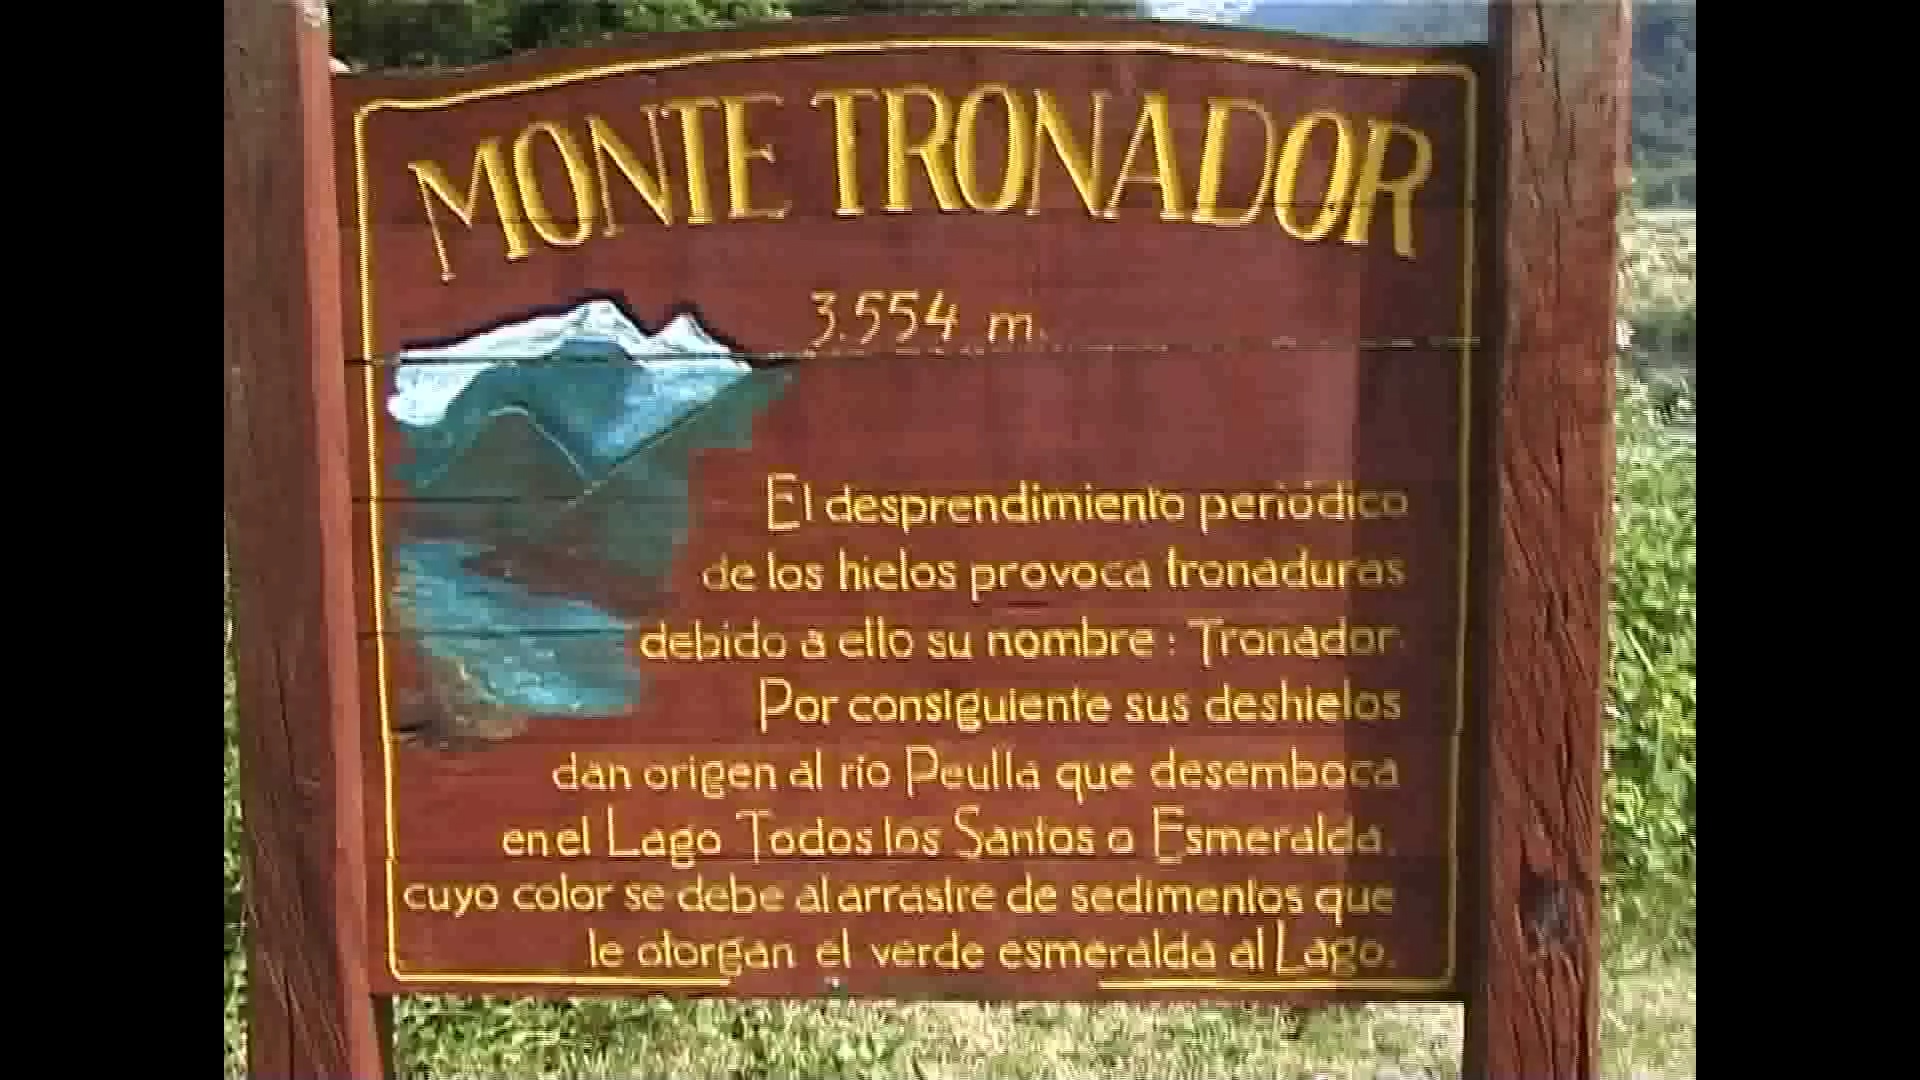 MONTE TRONADOR
3.554 m.
El desprendimiento periódico
de los hielos provoca tronaduras
debido a ello su nombre : Tronador.
Por consiguiente sus deshielos
dan origen al río Peulla que desemboca
en el Lago Todos los Santos o Esmeralda.
cuyo color se debe al arrastre de sedimentos que
le otorgan el verde esmeralda al Lago.